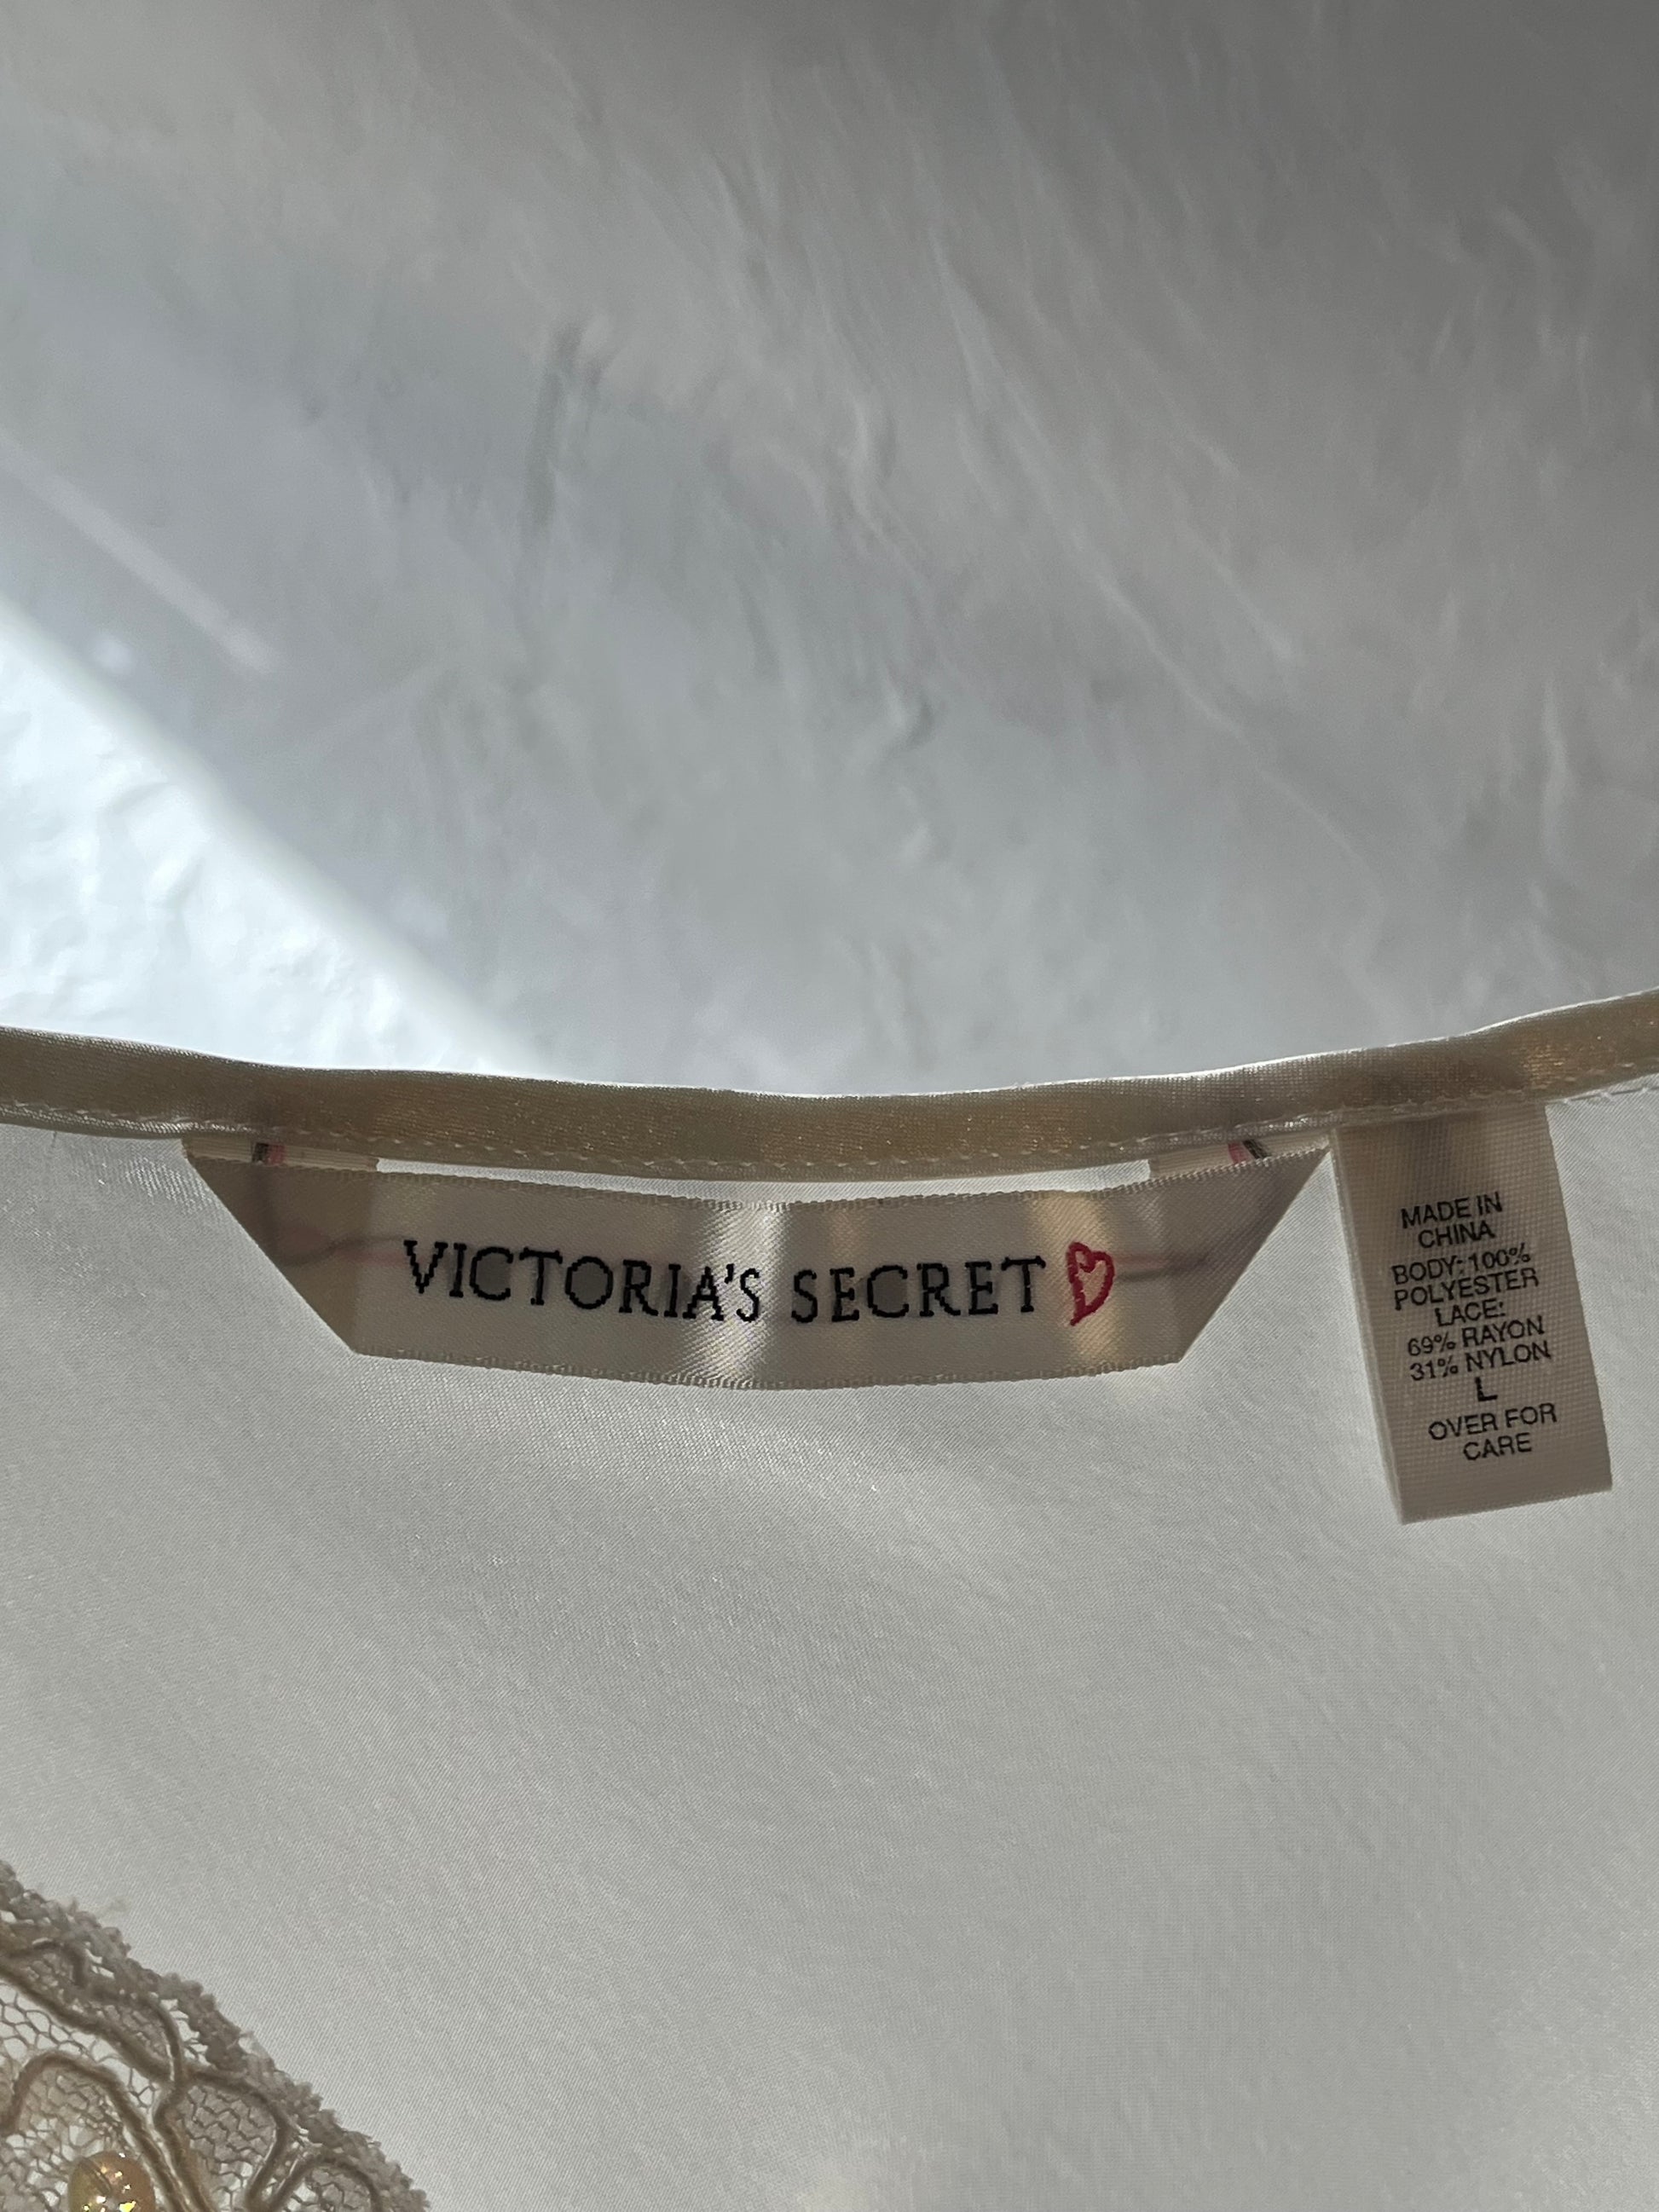 VICTORIA'S SECRET
MADE IN
CHINA
BODY: 100%
POLYESTER
LACE:
69% RAYON
31% NYLON
L
OVER FOR
CARE